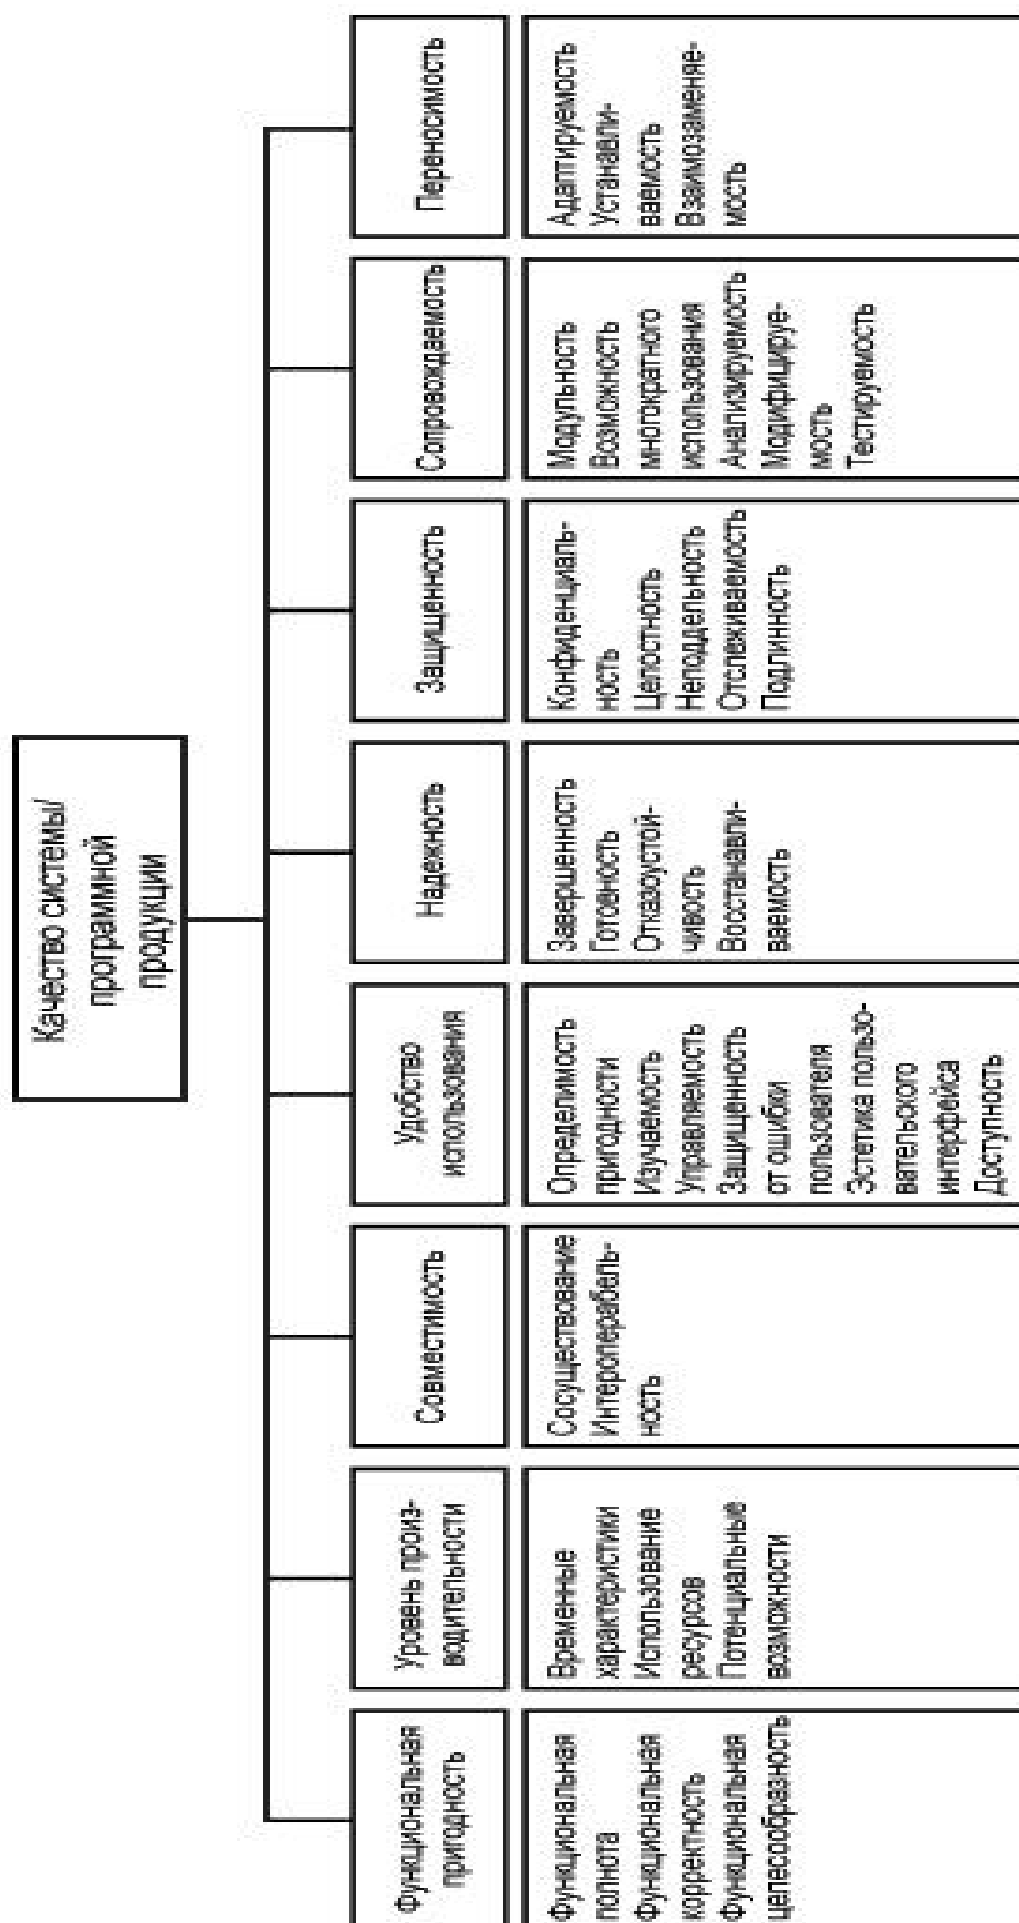 Качество системы/
программной
продукции
Функциональная
пригодность
Уровень произ-
водительности
Совместимость
Удобство
использования
Надежность
Защищенность
Сопровождаемость
Переносимость
Функциональная
полнота
Функциональная
корректность
Функциональная
целесообразность
Временные
характеристики
Использование
ресурсов
Потенциальные
возможности
Сосуществование
Интероперабель-
ность
Определимость
пригодности
Изучаемость
Управляемость
Защищенность
от ошибки
пользователя
Эстетика пользо-
вательского
интерфейса
Доступность
Завершенность
Готовность
Отказоустой-
чивость
Восстанавли-
ваемость
Конфиденциаль-
ность
Целостность
Неподдельность
Отслеживаемость
Подлинность
Модульность
Возможность
многократного
использования
Анализируемость
Модифицируе-
мость
Тестируемость
Адаптируемость
Устанавли-
ваемость
Взаимозаменяе-
мость